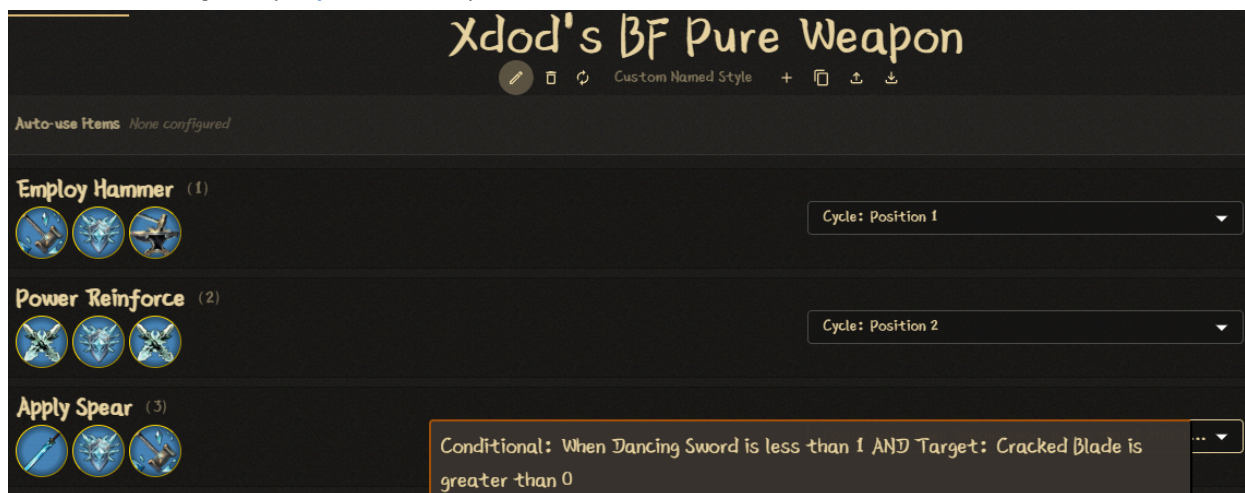 Xdod's BF Pure Weapon
Custom Named Style
Auto-use Items None configured
Employ Hammer (1)
Cycle: Position 1
Power Reinforce (2)
Cycle: Position 2
Apply Spear (3)
Conditional: When Dancing Sword is less than 1 AND Target: Cracked Blade is
greater than 0
...